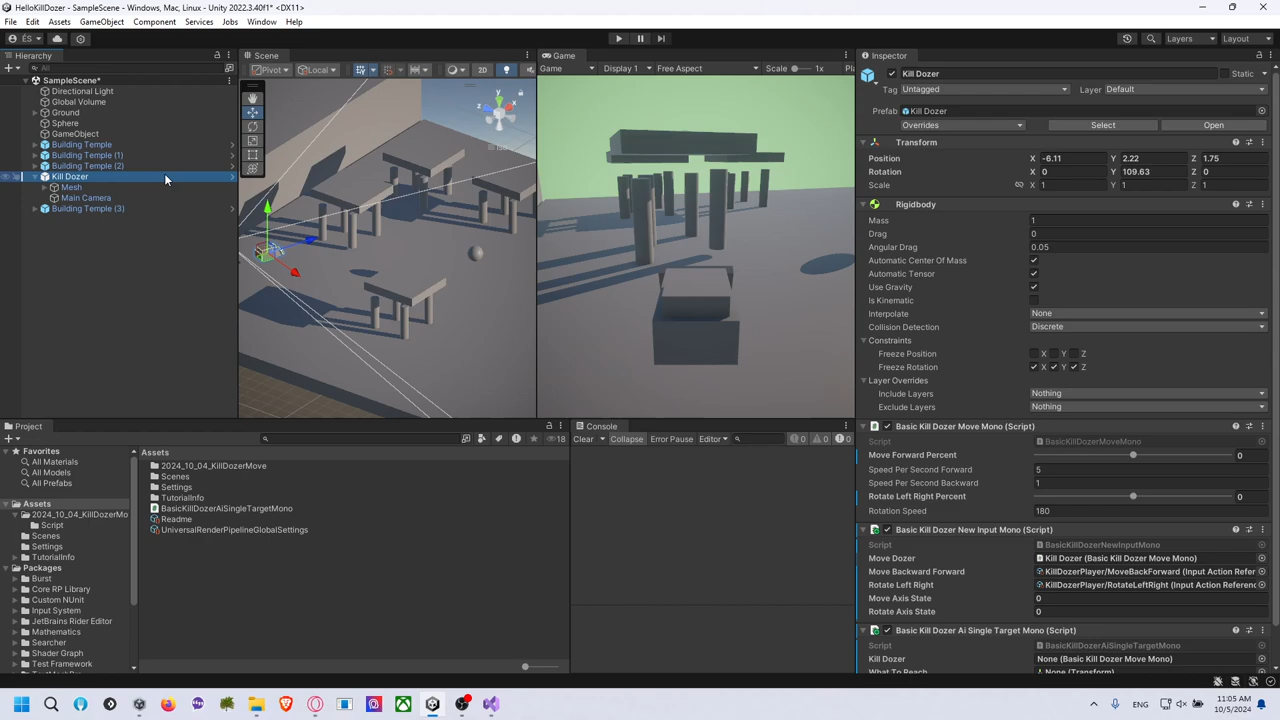 HelloKillDozer - SampleScene - Windows, Mac, Linux - Unity 2022.3.40f1* <DX11>
File Edit Assets GameObject Component Services Jobs Window Help
ÉS Layers Layout
Hierarchy
All
SampleScene*
Directional Light
Global Volume
Ground
Sphere
GameObject
Building Temple
Building Temple (1)
Building Temple (2)
Kill Dozer
Mesh
Main Camera
Building Temple (3)
Scene
Pivot Local 2D
y
x
z
Game
Game Display 1 Free Aspect Scale 1x Pla
Inspector
Kill Dozer Static
Tag Untagged Layer Default
Prefab Kill Dozer
Overrides Select Open
Transform
Position X -6.11 Y 2.22 Z 1.75
Rotation X 0 Y 109.63 Z 0
Scale X 1 Y 1 Z 1
Rigidbody
Mass 1
Drag 0
Angular Drag 0.05
Automatic Center Of Mass
Automatic Tensor
Use Gravity
Is Kinematic
Interpolate None
Collision Detection Discrete
Constraints
Freeze Position X Y Z
Freeze Rotation X Y Z
Layer Overrides
Include Layers Nothing
Exclude Layers Nothing
Basic Kill Dozer Move Mono (Script)
Script BasicKillDozerMoveMono
Move Forward Percent 0
Speed Per Second Forward 5
Speed Per Second Backward 1
Rotate Left Right Percent 0
Rotation Speed 180
Basic Kill Dozer New Input Mono (Script)
Script BasicKillDozerNewInputMono
Move Dozer Kill Dozer (Basic Kill Dozer Move Mono)
Move Backward Forward KillDozerPlayer/MoveBackForward (Input Action Refer
Rotate Left Right KillDozerPlayer/RotateLeftRight (Input Action Referenc
Move Axis State 0
Rotate Axis State 0
Basic Kill Dozer Ai Single Target Mono (Script)
Script BasicKillDozerAiSingleTargetMono
Kill Dozer None (Basic Kill Dozer Move Mono)
What To Reach None (Transform)
Project
18
Favorites
All Materials
All Models
All Prefabs
Assets
2024_10_04_KillDozerMo
Script
Scenes
Settings
TutorialInfo
Packages
Burst
Core RP Library
Custom NUnit
Input System
JetBrains Rider Editor
Mathematics
Searcher
Shader Graph
Test Framework
Assets
2024_10_04_KillDozerMove
Scenes
Settings
TutorialInfo
BasicKillDozerAiSingleTargetMono
Readme
UniversalRenderPipelineGlobalSettings
Console
Clear Collapse Error Pause Editor 0 0 0
11:05 AM
10/5/2024